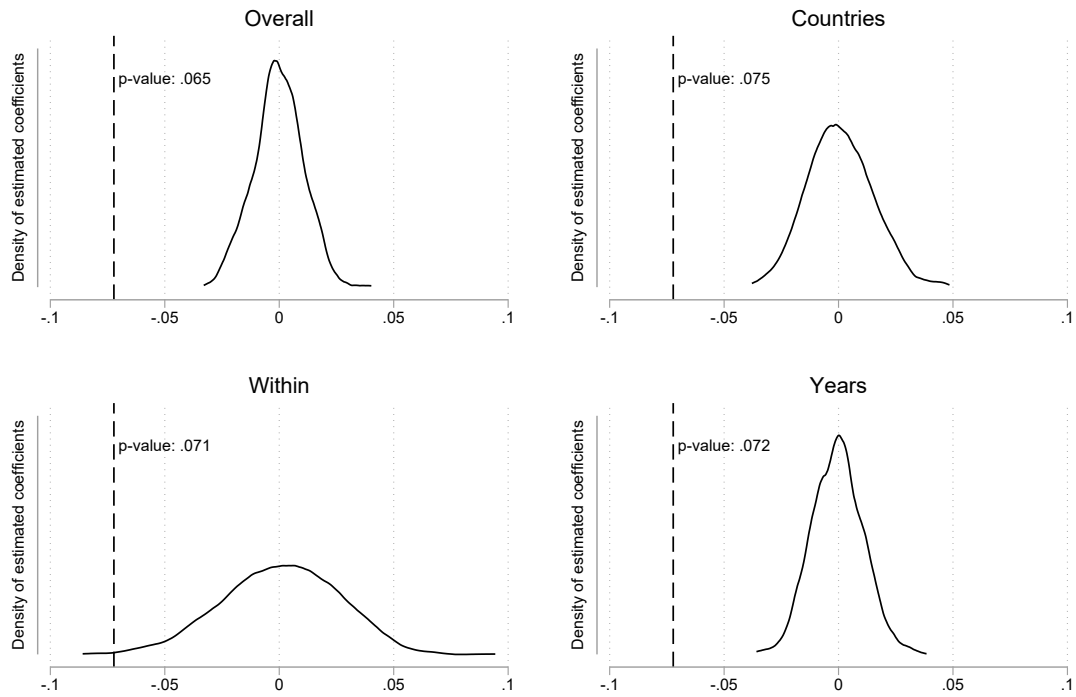 Overall
Density of estimated coefficients
p-value: .065
-.1 -.05 0 .05 .1
Countries
Density of estimated coefficients
p-value: .075
-.1 -.05 0 .05 .1
Within
Density of estimated coefficients
p-value: .071
-.1 -.05 0 .05 .1
Years
Density of estimated coefficients
p-value: .072
-.1 -.05 0 .05 .1